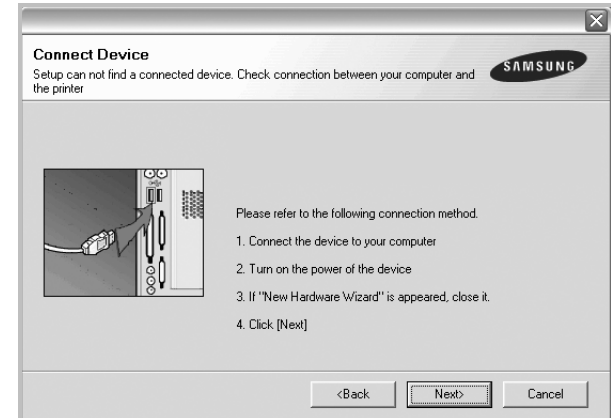 Connect Device
Setup can not find a connected device. Check connection between your computer and
the printer
SAMSUNG
Please refer to the following connection method.
1. Connect the device to your computer
2. Turn on the power of the device
3. If "New Hardware Wizard" is appeared, close it.
4. Click [Next]
<Back
Next>
Cancel